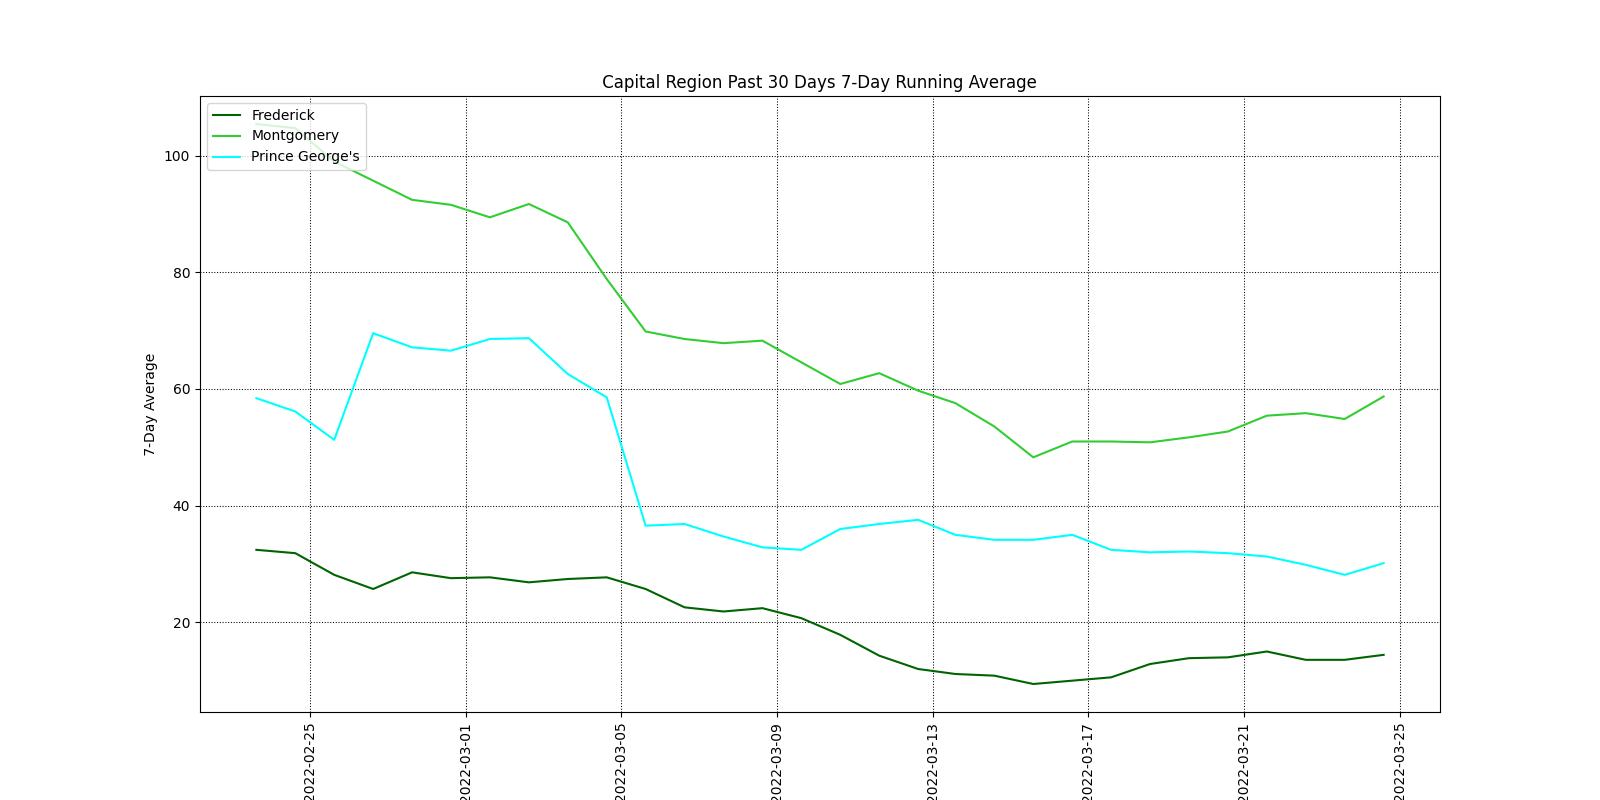 Capital Region Past 30 Days 7-Day Running Average
Frederick
Montgomery
Prince George's
7-Day Average
100
80
60
40
20
2022-02-25
2022-03-01
2022-03-05
2022-03-09
2022-03-13
2022-03-17
2022-03-21
2022-03-25